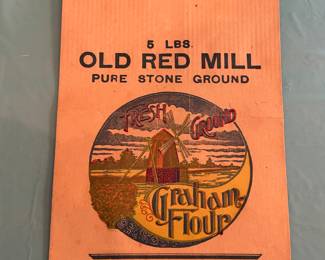 5 LBS.
OLD RED MILL
PURE STONE GROUND
FRESH GROUND
Graham
Flour